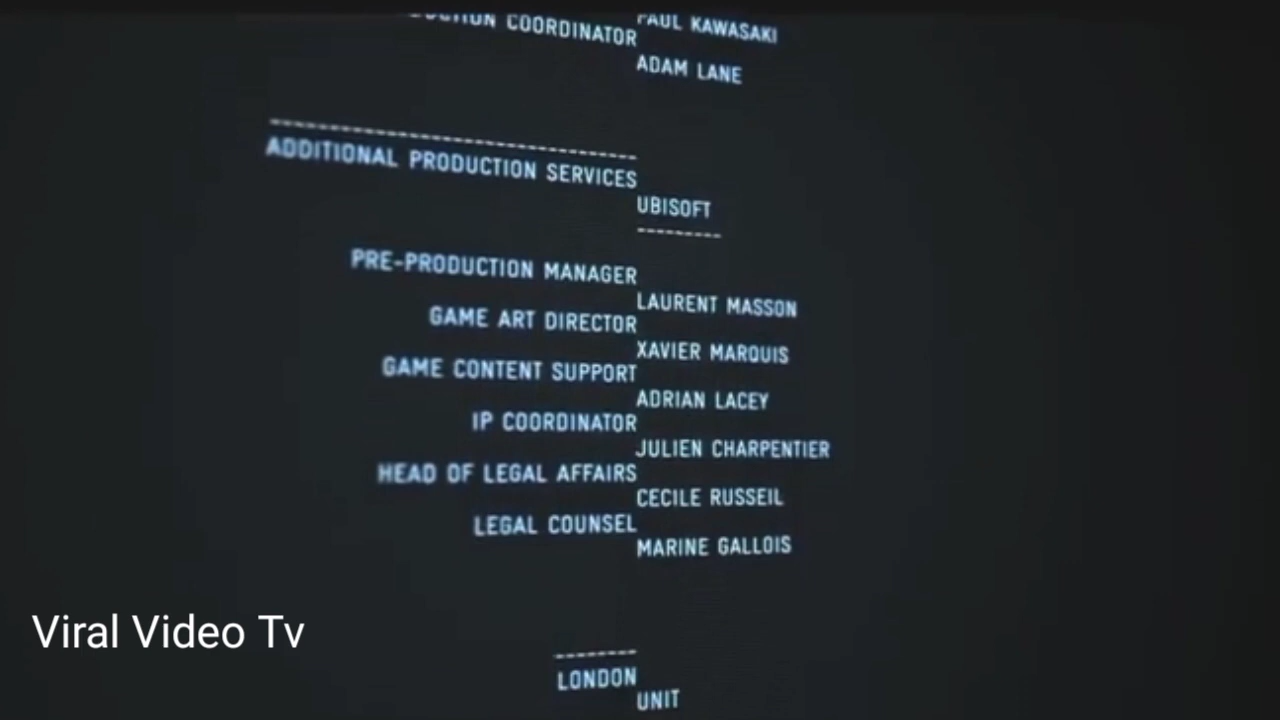 COORDINATOR
PAUL KAWASAKI
ADAM LANE
ADDITIONAL PRODUCTION SERVICES
UBISOFT
PRE-PRODUCTION MANAGER
LAURENT MASSON
GAME ART DIRECTOR
XAVIER MARQUIS
GAME CONTENT SUPPORT
ADRIAN LACEY
IP COORDINATOR
JULIEN CHARPENTIER
HEAD OF LEGAL AFFAIRS
CECILE RUSSEIL
LEGAL COUNSEL
MARINE GALLOIS
Viral Video Tv
LONDON
UNIT